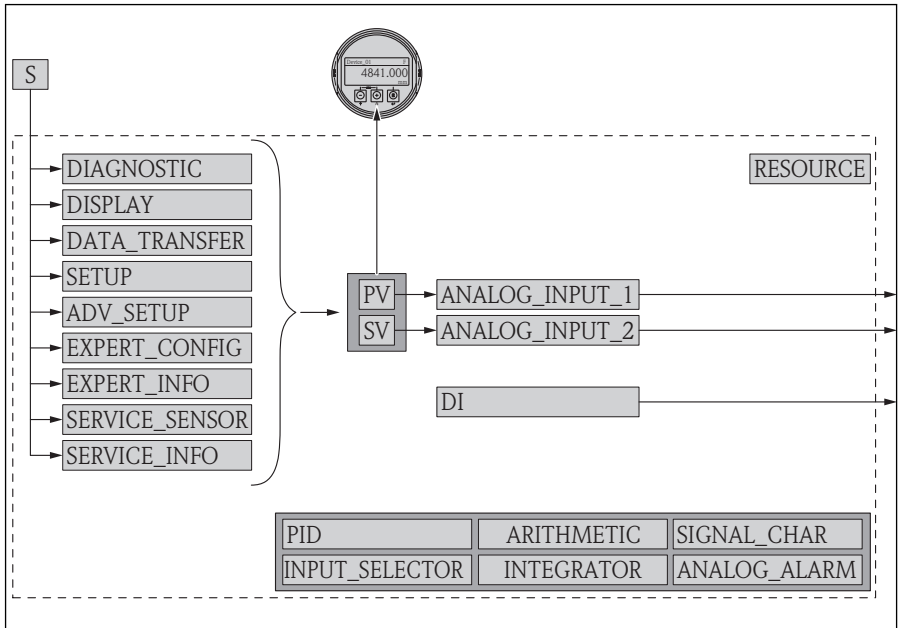 S
Device_01 F
4841.000
mm
DIAGNOSTIC
DISPLAY
DATA_TRANSFER
SETUP
ADV_SETUP
EXPERT_CONFIG
EXPERT_INFO
SERVICE_SENSOR
SERVICE_INFO
RESOURCE
PV
ANALOG_INPUT_1
SV
ANALOG_INPUT_2
DI
PID
ARITHMETIC
SIGNAL_CHAR
INPUT_SELECTOR
INTEGRATOR
ANALOG_ALARM